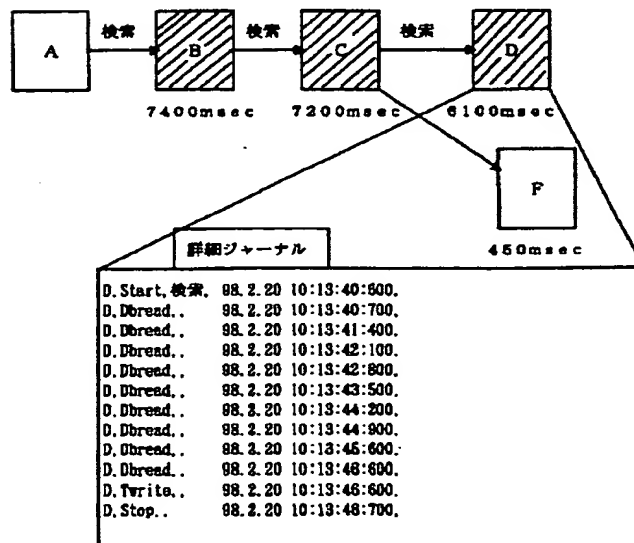 検索
検索
検索
A
B
C
D
7400msec
7200msec
6100msec
F
450msec
詳細ジャーナル
D.Start,検索, 98.2.20 10:13:40:600.
D.Dbread.. 98.2.20 10:13:40:700.
D.Dbread.. 98.2.20 10:13:41:400.
D.Dbread.. 98.2.20 10:13:42:100.
D.Dbread.. 98.2.20 10:13:42:800.
D.Dbread.. 98.2.20 10:13:43:500.
D.Dbread.. 98.2.20 10:13:44:200.
D.Dbread.. 98.2.20 10:13:44:900.
D.Dbread.. 98.2.20 10:13:45:600.
D.Dbread.. 98.2.20 10:13:46:600.
D.Twrite.. 98.2.20 10:13:46:600.
D.Stop.. 98.2.20 10:13:46:700.